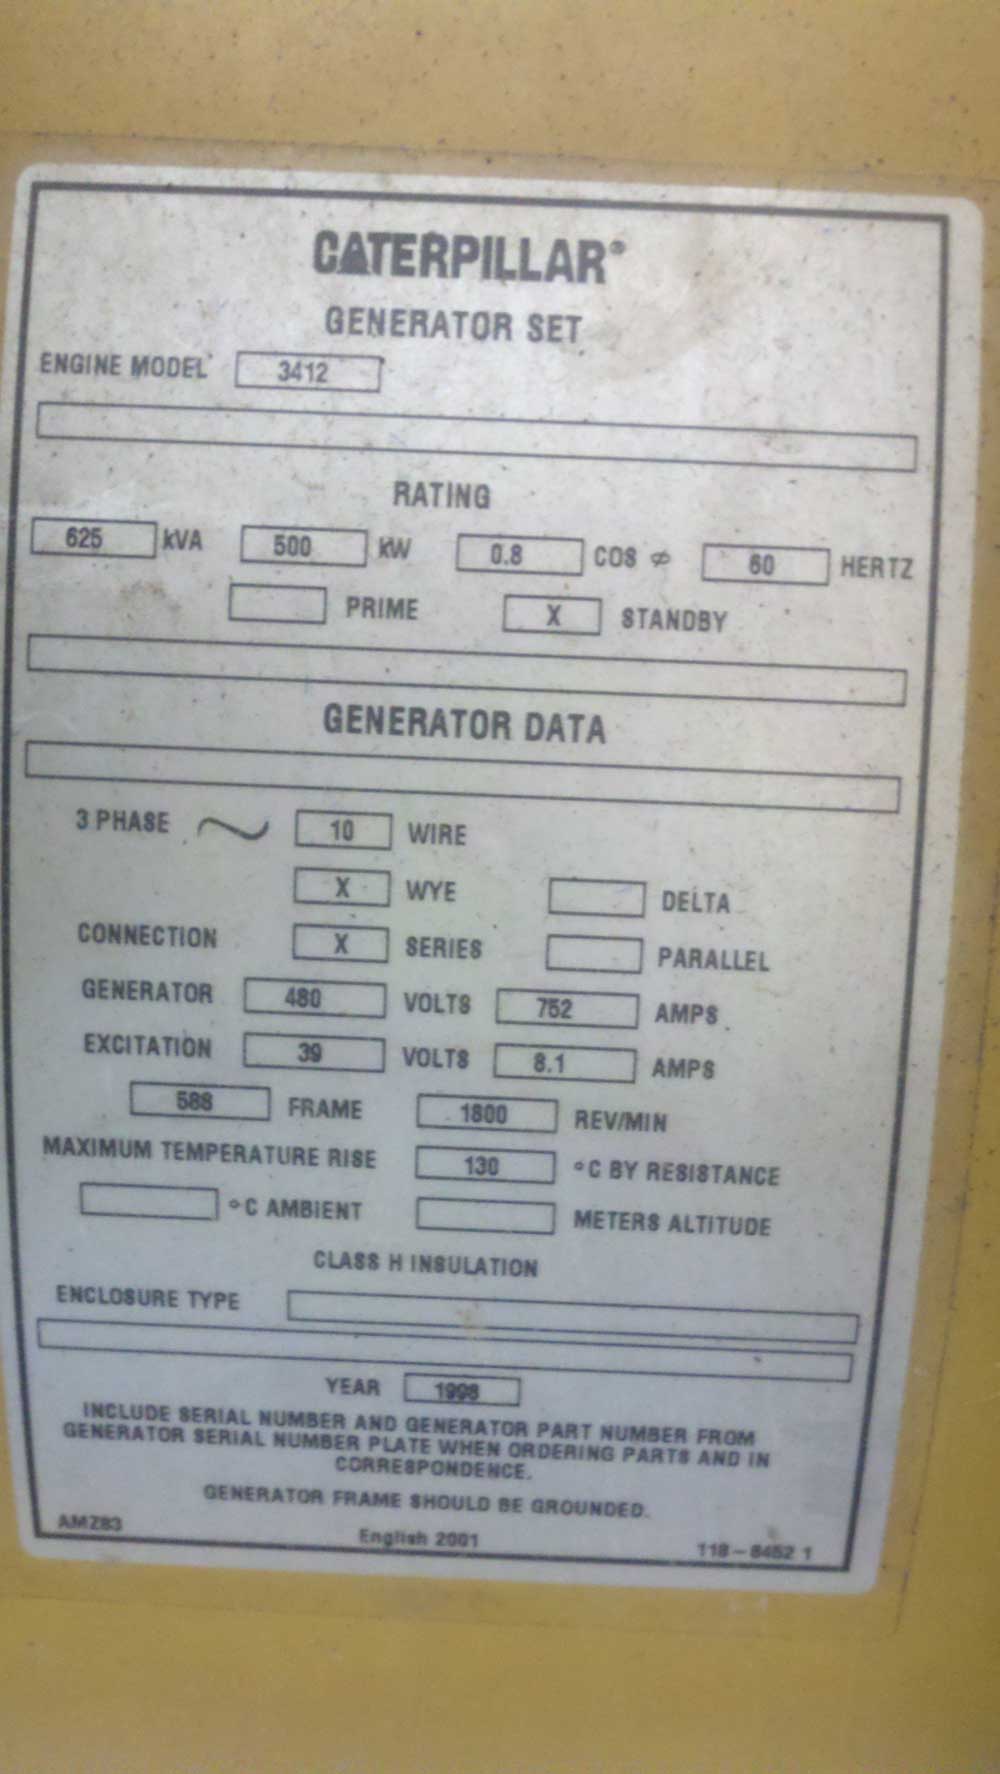 CATERPILLAR®
GENERATOR SET
ENGINE MODEL 3412
RATING
625 kVA 500 kW 0.8 COS ϕ 60 HERTZ
PRIME X STANDBY
GENERATOR DATA
3 PHASE ~ 10 WIRE
X WYE DELTA
CONNECTION X SERIES PARALLEL
GENERATOR 480 VOLTS 752 AMPS
EXCITATION 39 VOLTS 8.1 AMPS
588 FRAME 1800 REV/MIN
MAXIMUM TEMPERATURE RISE 130 °C BY RESISTANCE
°C AMBIENT METERS ALTITUDE
CLASS H INSULATION
ENCLOSURE TYPE
YEAR 1998
INCLUDE SERIAL NUMBER AND GENERATOR PART NUMBER FROM
GENERATOR SERIAL NUMBER PLATE WHEN ORDERING PARTS AND IN
CORRESPONDENCE.
GENERATOR FRAME SHOULD BE GROUNDED.
AMZ83 English 2001 118-8452 1